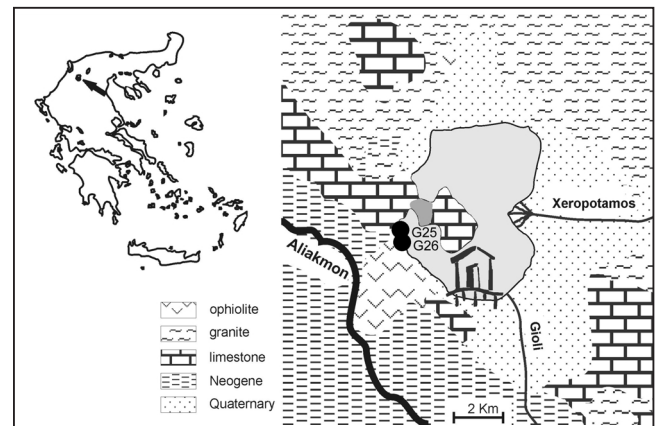 Xeropotamos
G25
G26
Aliakmon
Gioli
ophiolite
granite
limestone
Neogene
Quaternary
2 Km